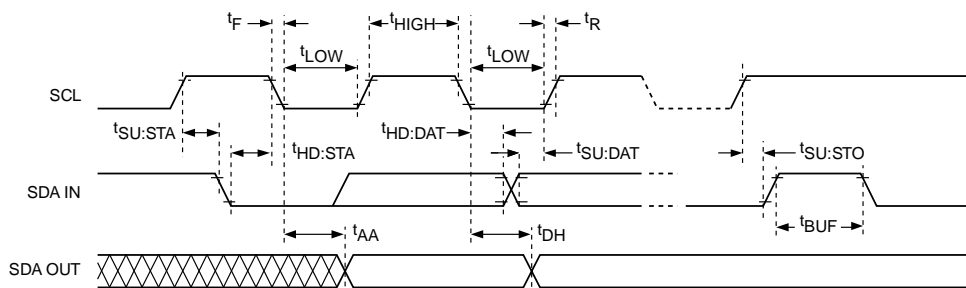 tF
tHIGH
tR
tLOW
tLOW
SCL
tSU:STA
tHD:STA
tHD:DAT
tSU:DAT
tSU:STO
SDA IN
tBUF
tAA
tDH
SDA OUT